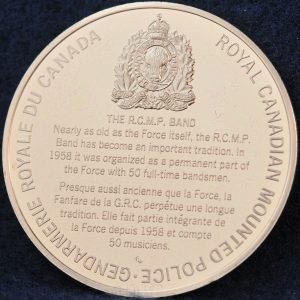 GENDARMERIE ROYALE DU CANADA
ROYAL CANADIAN MOUNTED POLICE
THE R.C.M.P. BAND
Nearly as old as the Force itself, the R.C.M.P.
Band has become an important tradition. In
1958 it was organized as a permanent part of
the Force with 50 full-time bandsmen.
Presque aussi ancienne que la Force, la
Fanfare de la G.R.C. perpétue une longue
tradition. Elle fait partie intégrante de
la Force depuis 1958 et compte
50 musiciens.